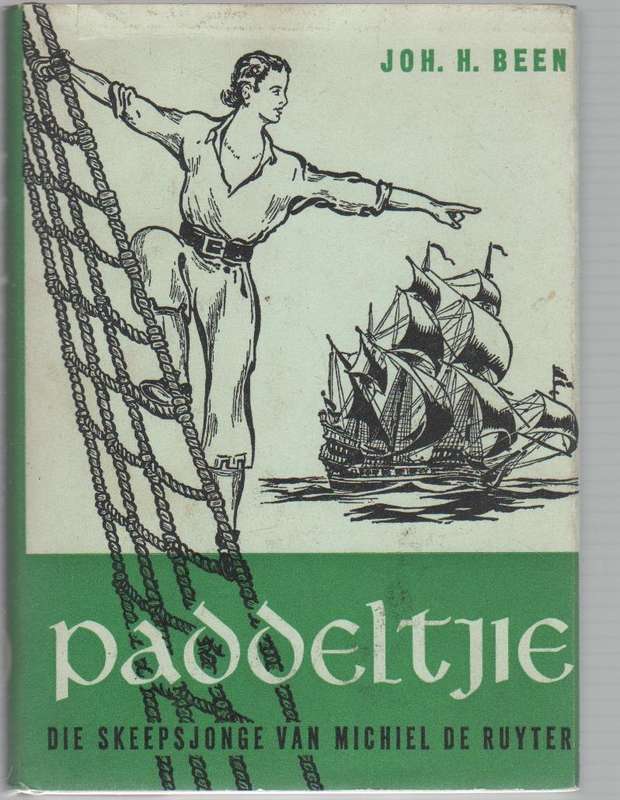 JOH. H. BEEN
paddeltjie
DIE SKEEPSJONGE VAN MICHIEL DE RUYTER